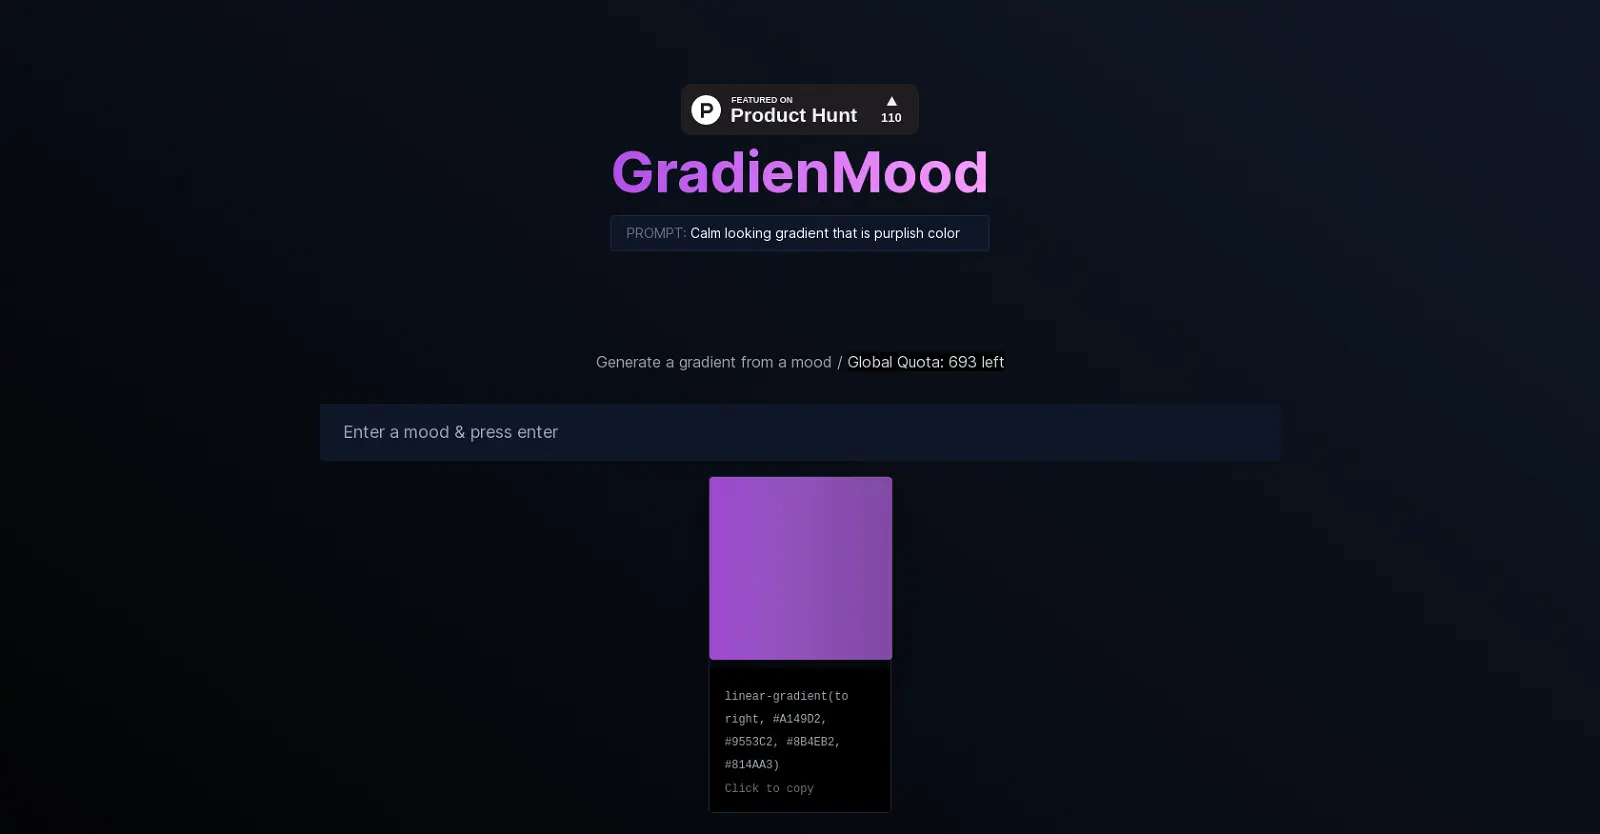 FEATURED ON
Product Hunt
▲
110
GradienMood
PROMPT: Calm looking gradient that is purplish color
Generate a gradient from a mood / Global Quota: 693 left
Enter a mood & press enter
linear-gradient(to
right, #A149D2,
#9553C2, #8B4EB2,
#814AA3)
Click to copy